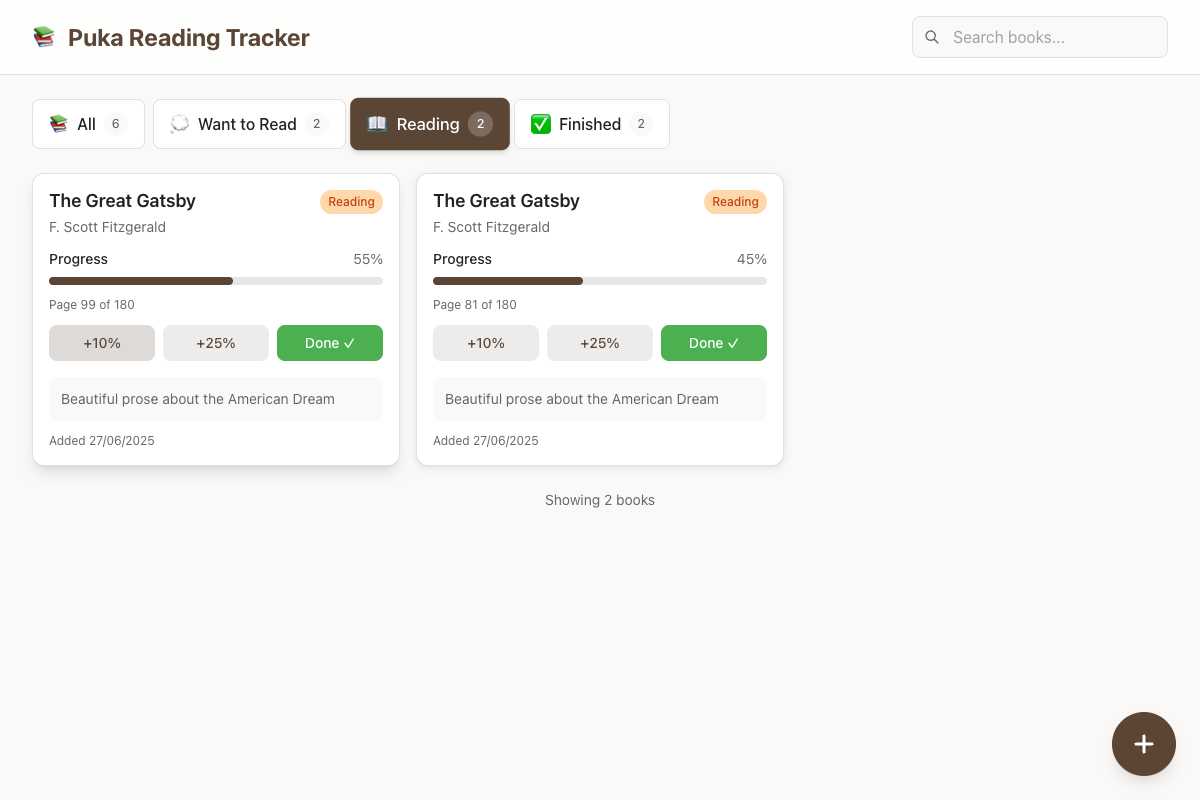 Puka Reading Tracker
Search books...
All 6
Want to Read 2
Reading 2
Finished 2
The Great Gatsby
Reading
F. Scott Fitzgerald
Progress 55%
Page 99 of 180
+10% +25% Done ✓
Beautiful prose about the American Dream
Added 27/06/2025
The Great Gatsby
Reading
F. Scott Fitzgerald
Progress 45%
Page 81 of 180
+10% +25% Done ✓
Beautiful prose about the American Dream
Added 27/06/2025
Showing 2 books
+